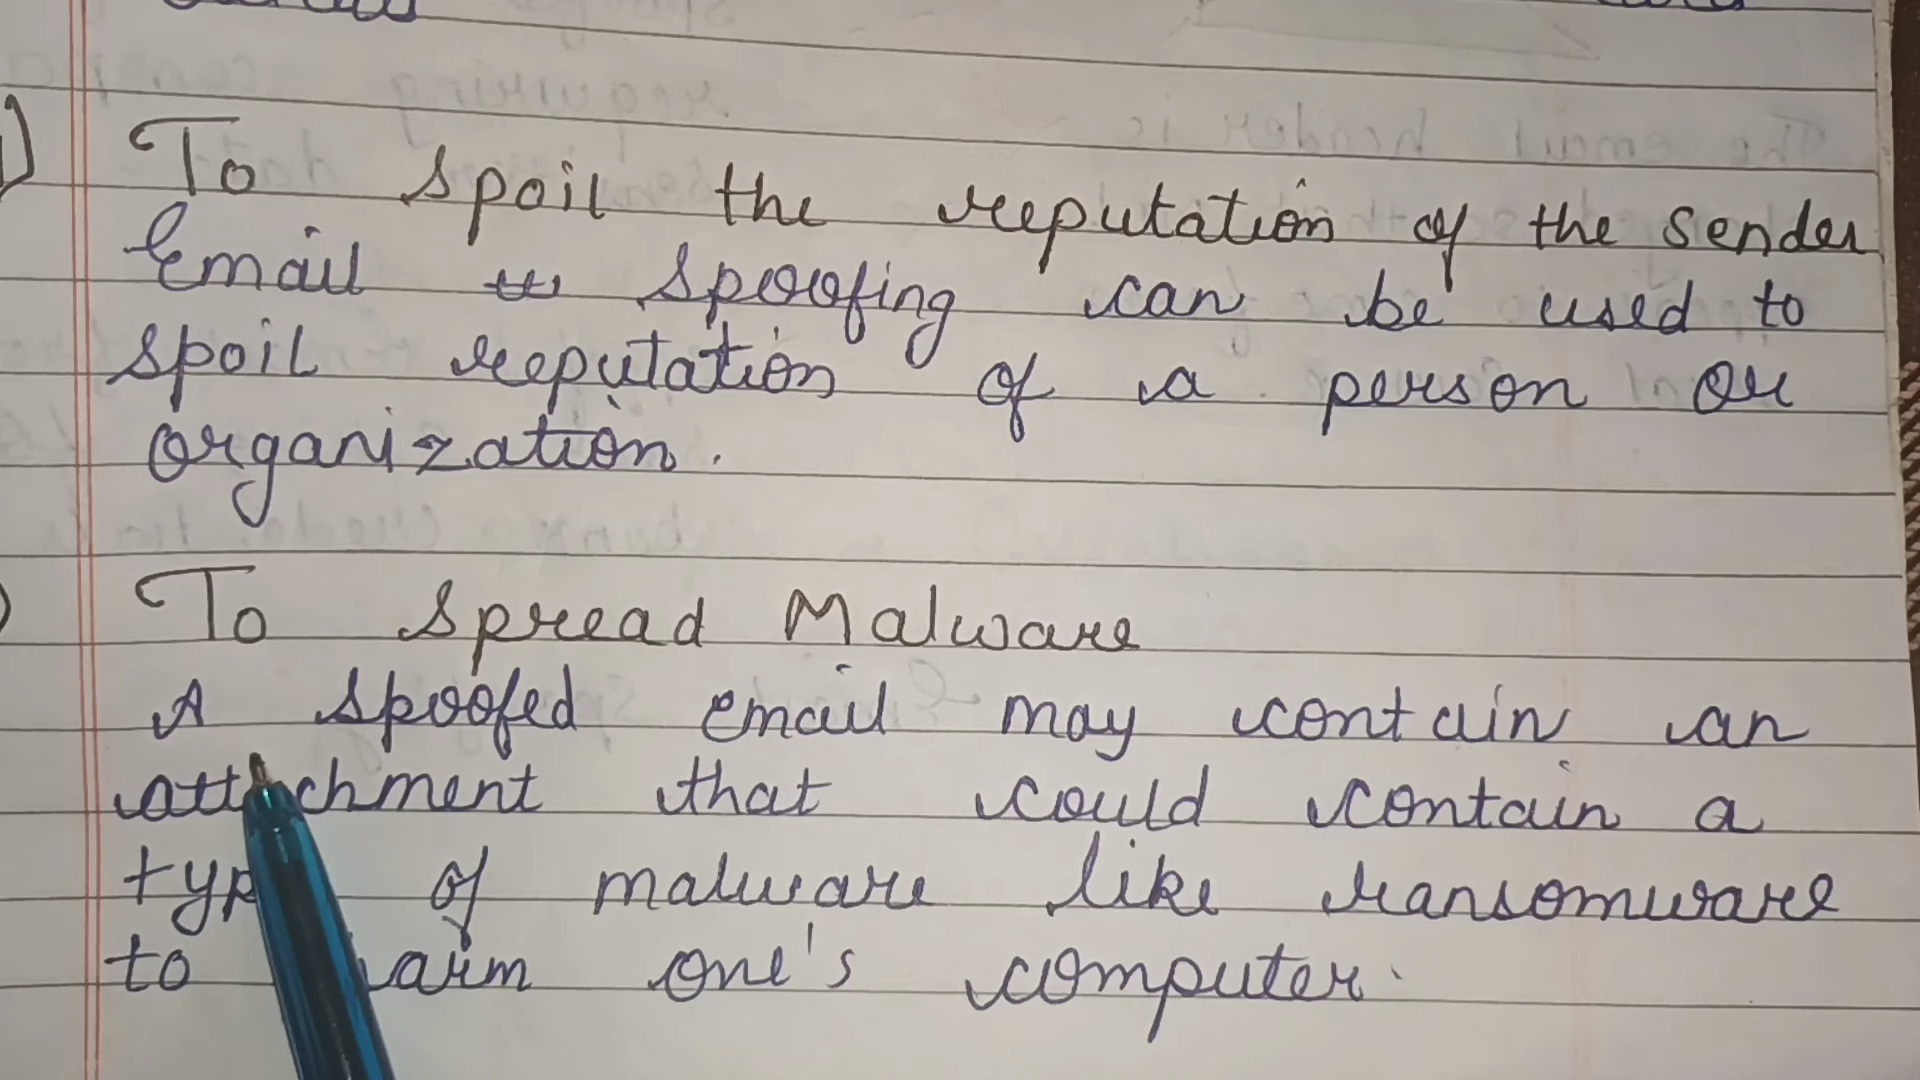 To spoil the reputation of the sender
Email spoofing can be used to
spoil reputation of a person or
organization.
To spread Malware
A spoofed email may contain an
attachment that could contain a
type of malware like ransomware
to harm one's computer.